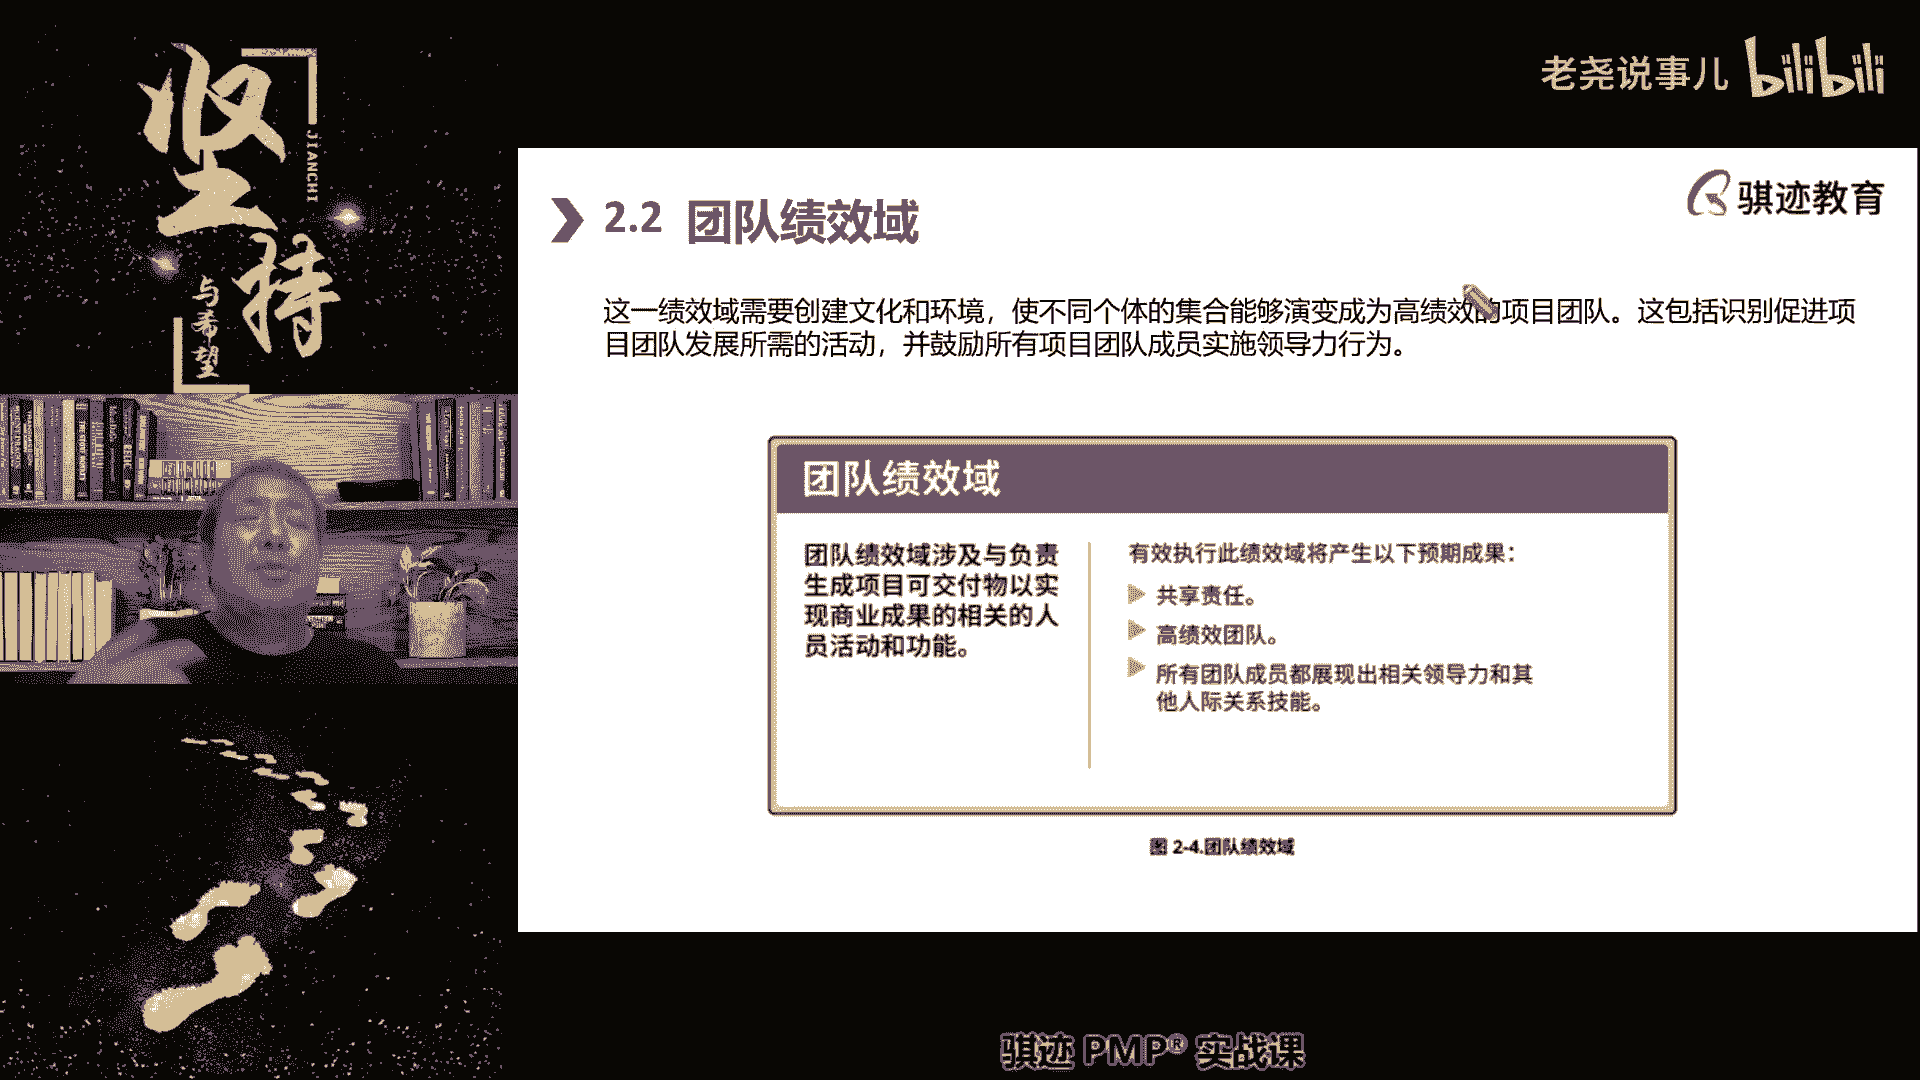 坚持
JIANCHI
与希望
老尧说事儿 bilibili
骐迹教育
2.2 团队绩效域
这一绩效域需要创建文化和环境，使不同个体的集合能够演变成为高绩效的项目团队。这包括识别促进项
目团队发展所需的活动，并鼓励所有项目团队成员实施领导力行为。
团队绩效域
团队绩效域涉及与负责
生成项目可交付物以实
现商业成果的相关的人
员活动和功能。
有效执行此绩效域将产生以下预期成果：
共享责任。
高绩效团队。
所有团队成员都展现出相关领导力和其
他人际关系技能。
图 2-4.团队绩效域
骐迹 PMP® 实战课